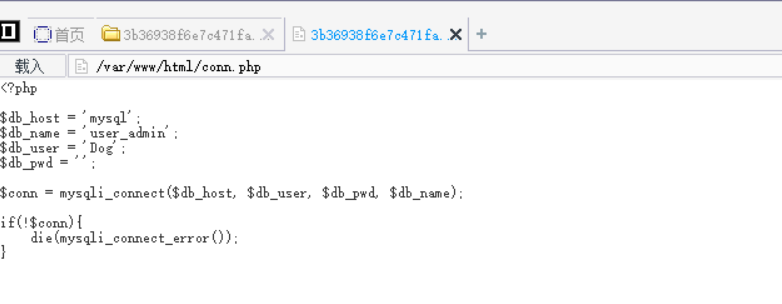 首页
3b36938f6e7c471fa..
3b36938f6e7c471fa..
载入
/var/www/html/conn.php
<?php
$db_host = 'mysql';
$db_name = 'user_admin';
$db_user = 'Dog';
$db_pwd = '';
$conn = mysqli_connect($db_host, $db_user, $db_pwd, $db_name);
if(!$conn){
    die(mysqli_connect_error());
}